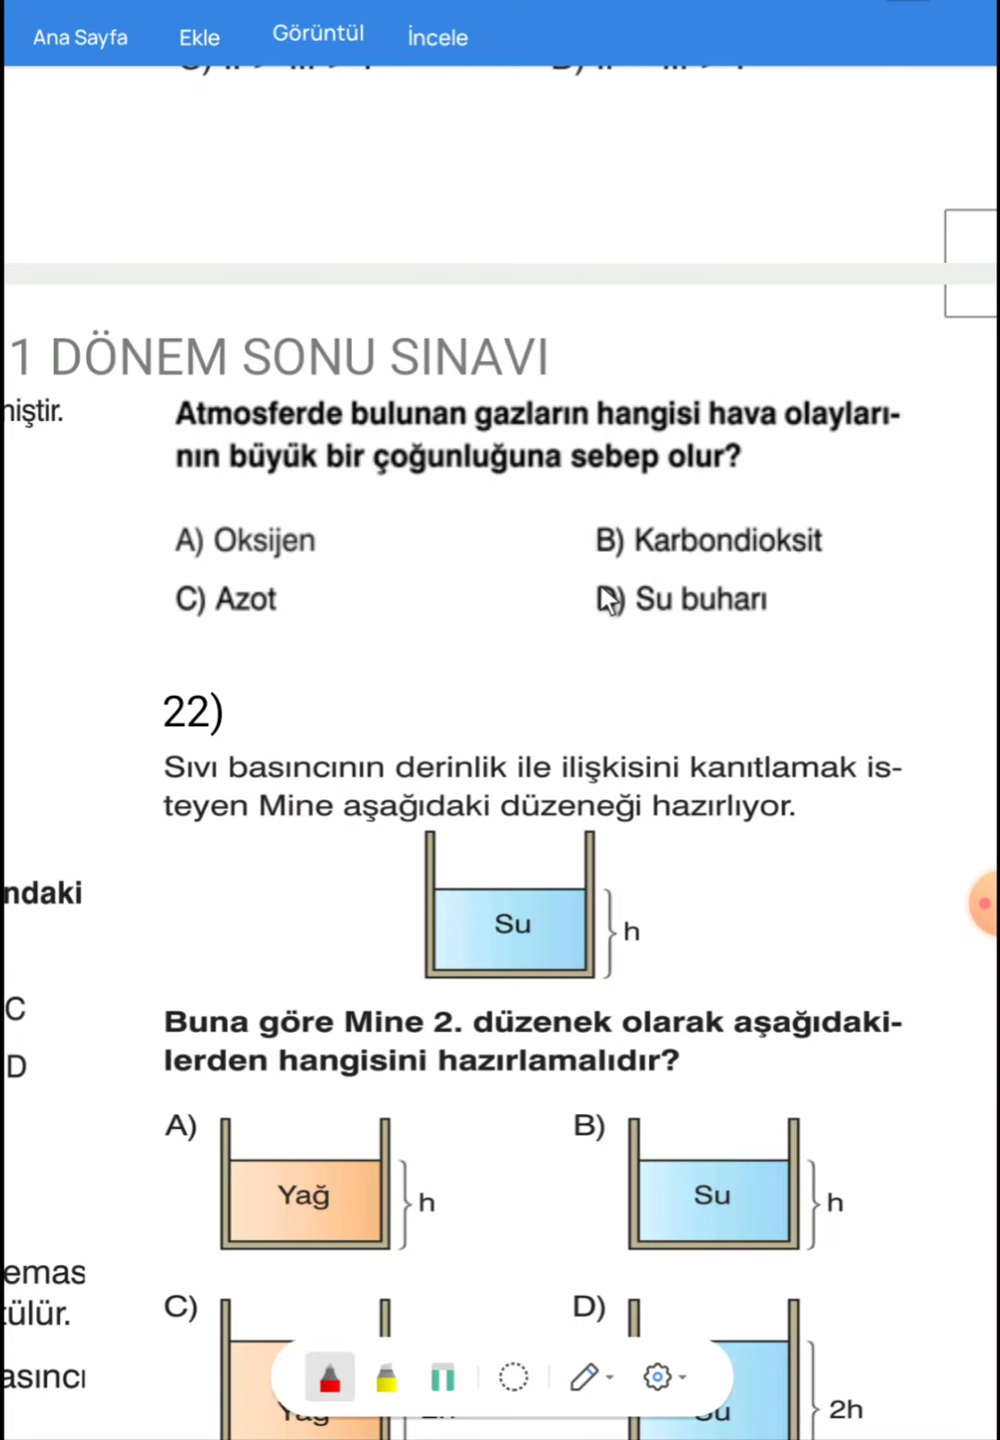 Ana Sayfa Ekle Görüntül İncele
1 DÖNEM SONU SINAVI
niştir.
Atmosferde bulunan gazların hangisi hava olayları-
nın büyük bir çoğunluğuna sebep olur?
A) Oksijen B) Karbondioksit
C) Azot D) Su buharı
22)
Sıvı basıncının derinlik ile ilişkisini kanıtlamak is-
teyen Mine aşağıdaki düzeneği hazırlıyor.
ndaki
Su h
C
Buna göre Mine 2. düzenek olarak aşağıdaki-
D
lerden hangisini hazırlamalıdır?
A) B)
Yağ h Su h
emas
C) D)
tülür.
asıncı
Yağ Su 2h